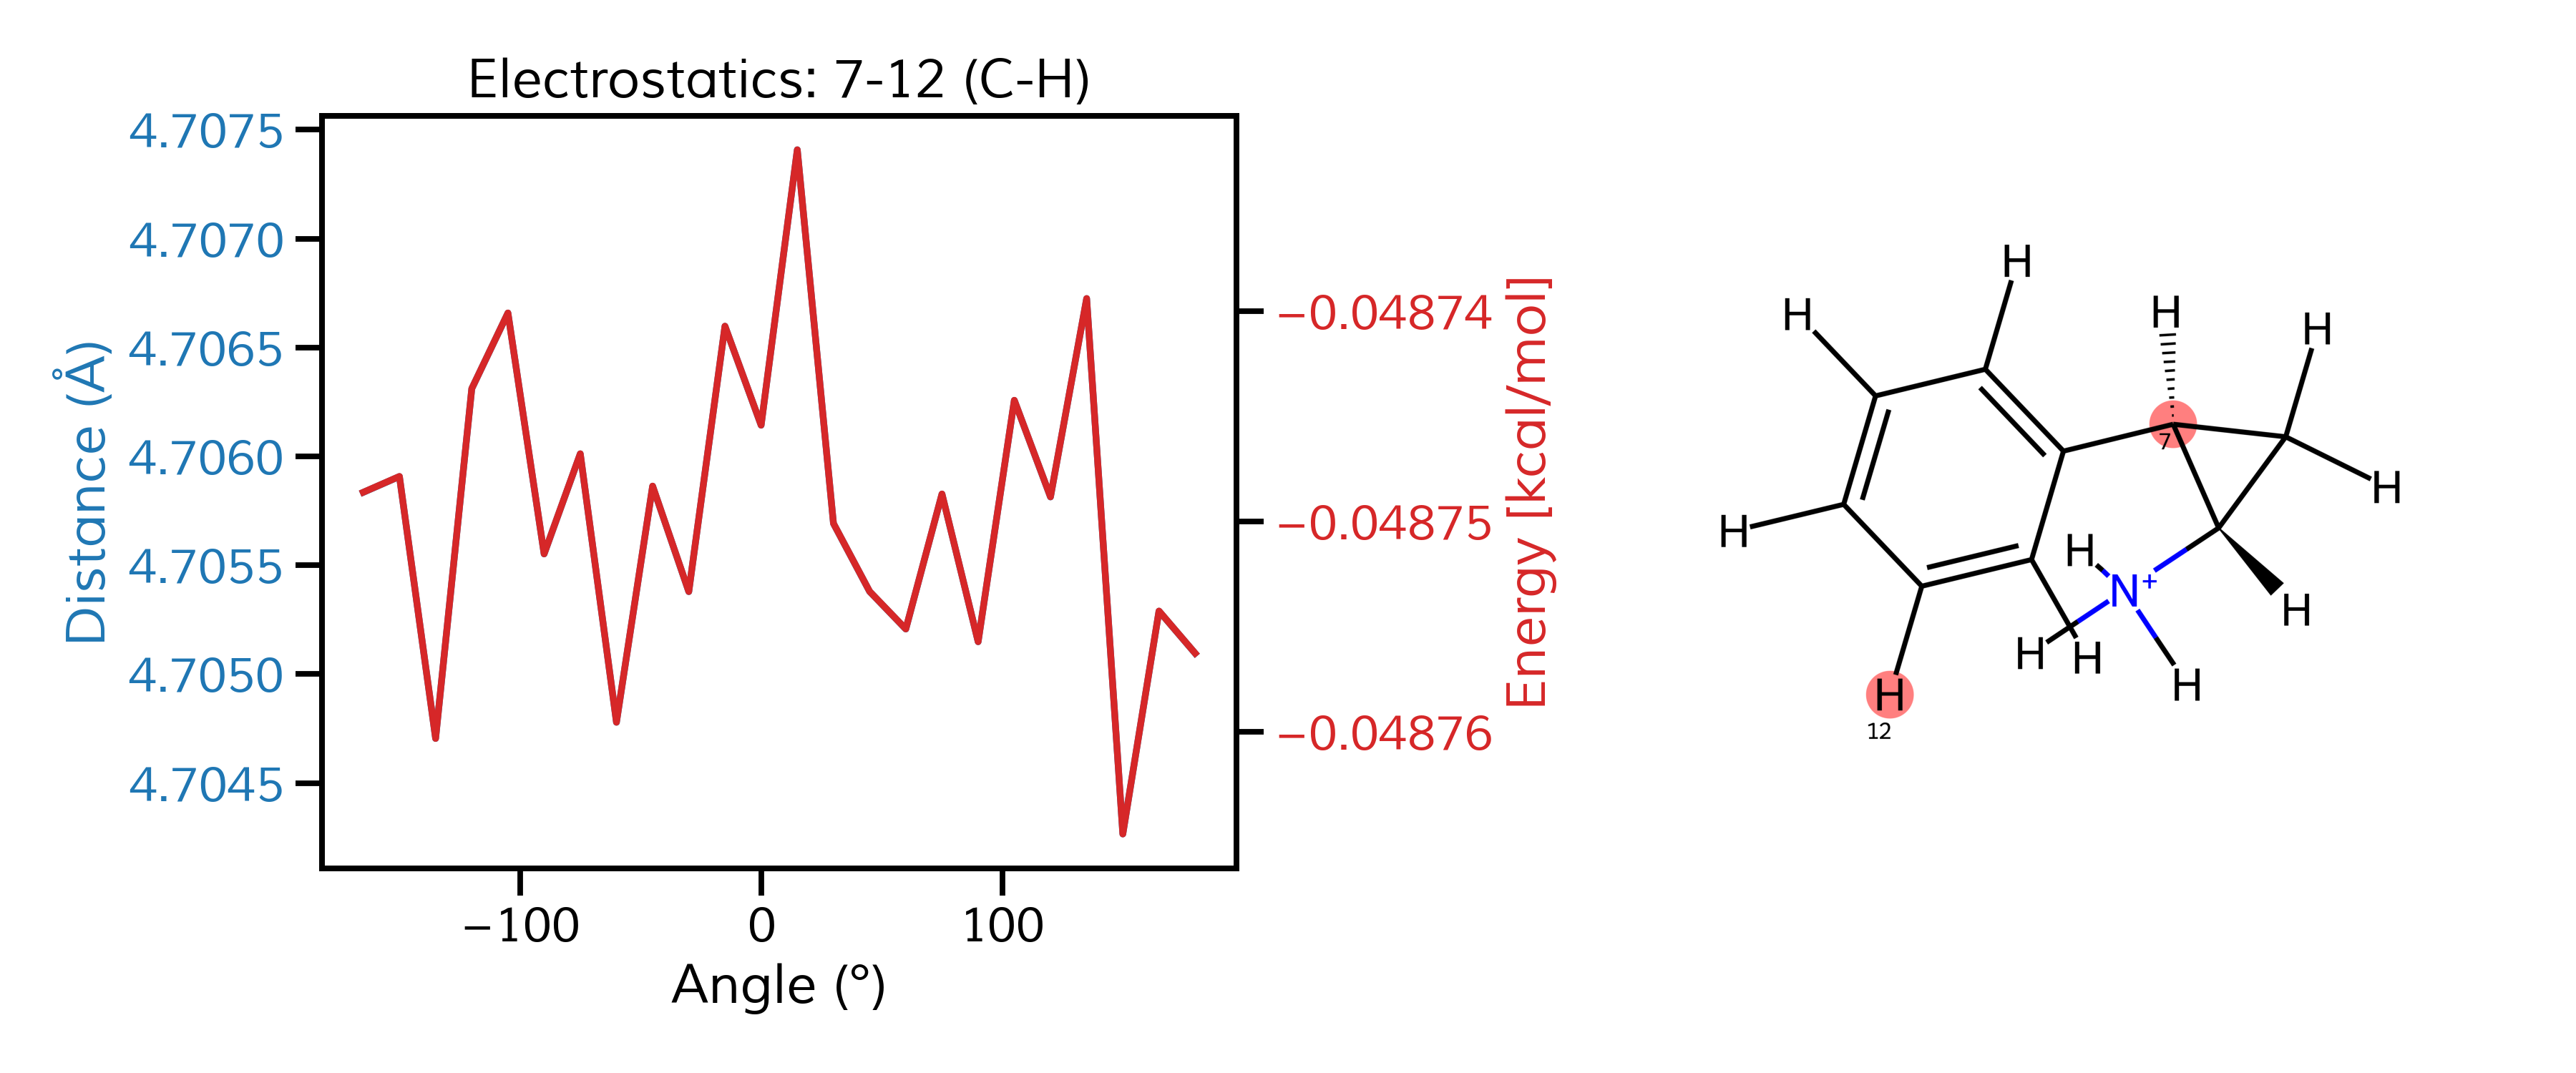 Electrostatics: 7-12 (C-H)
4.7075
4.7070
4.7065
4.7060
4.7055
4.7050
4.7045
Distance (Å)
−0.04874
−0.04875
−0.04876
Energy [kcal/mol]
−100
0
100
Angle (°)
H
H
H
H
7
H
H
H
N⁺
H
H
H
H
H
12